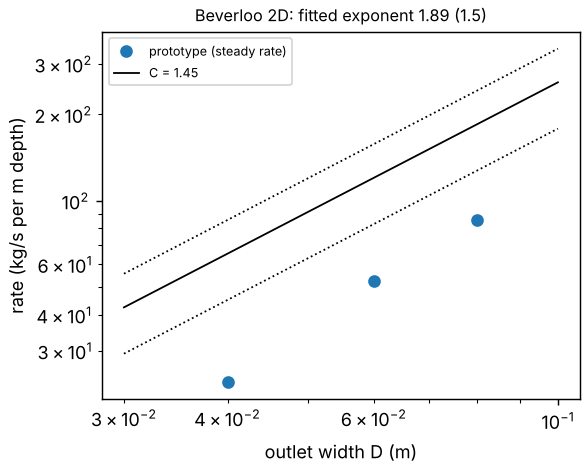 Beverloo 2D: fitted exponent 1.89 (1.5)
prototype (steady rate)
C = 1.45
rate (kg/s per m depth)
3 × 10²
2 × 10²
10²
6 × 10¹
4 × 10¹
3 × 10¹
3 × 10⁻²
4 × 10⁻²
6 × 10⁻²
10⁻¹
outlet width D (m)